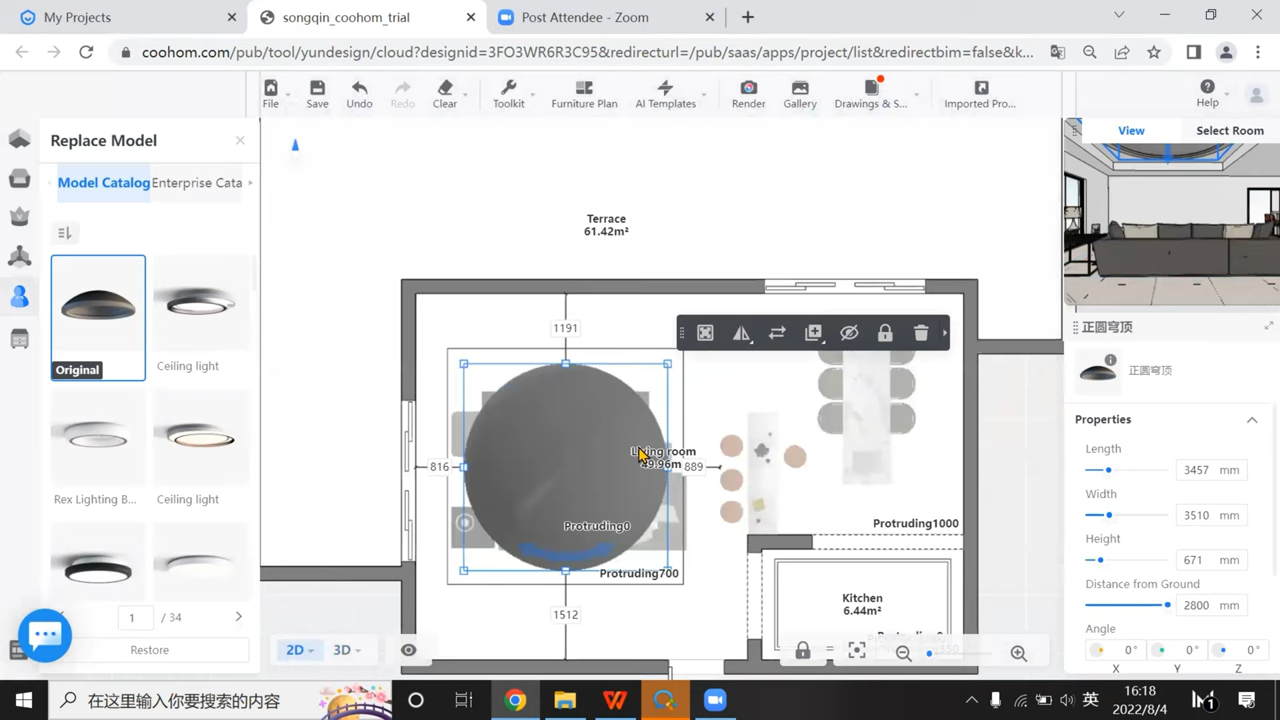 My Projects
songqin_coohom_trial
Post Attendee - Zoom
coohom.com/pub/tool/yundesign/cloud?designid=3FO3WR6R3C95&redirecturl=/pub/saas/apps/project/list&redirectbim=false&k...
File
Save
Undo
Redo
Clear
Toolkit
Furniture Plan
AI Templates
Render
Gallery
Drawings & S...
Imported Pro...
Help
Replace Model
View
Select Room
Model Catalog
Enterprise Cata
Terrace
61.42m²
Original
Ceiling light
1191
正圆穹顶
正圆穹顶
Properties
Length
3457 mm
Width
3510 mm
Height
671 mm
Distance from Ground
2800 mm
Angle
0°
0°
0°
X
Y
Z
816
Living room
889
Rex Lighting B...
Ceiling light
Protruding0
Protruding1000
Protruding700
Kitchen
6.44m²
1512
1 / 34
Restore
2D
3D
在这里输入你要搜索的内容
英
16:18
2022/8/4
1